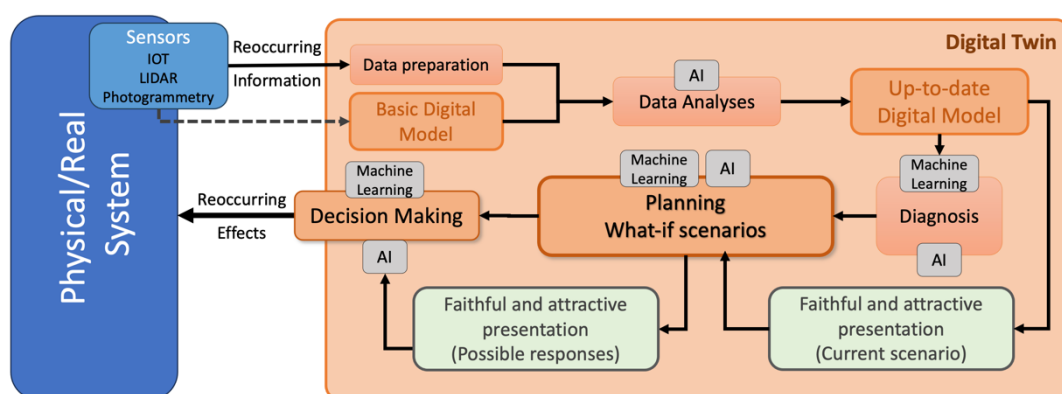 Physical/Real
System
Sensors
IOT
LIDAR
Photogrammetry
Reoccurring
Information
Digital Twin
Data preparation
Basic Digital
Model
AI
Data Analyses
Up-to-date
Digital Model
Machine
Learning
Diagnosis
AI
Machine
Learning
AI
Planning
What-if scenarios
Machine
Learning
Decision Making
AI
Reoccurring
Effects
Faithful and attractive
presentation
(Possible responses)
Faithful and attractive
presentation
(Current scenario)